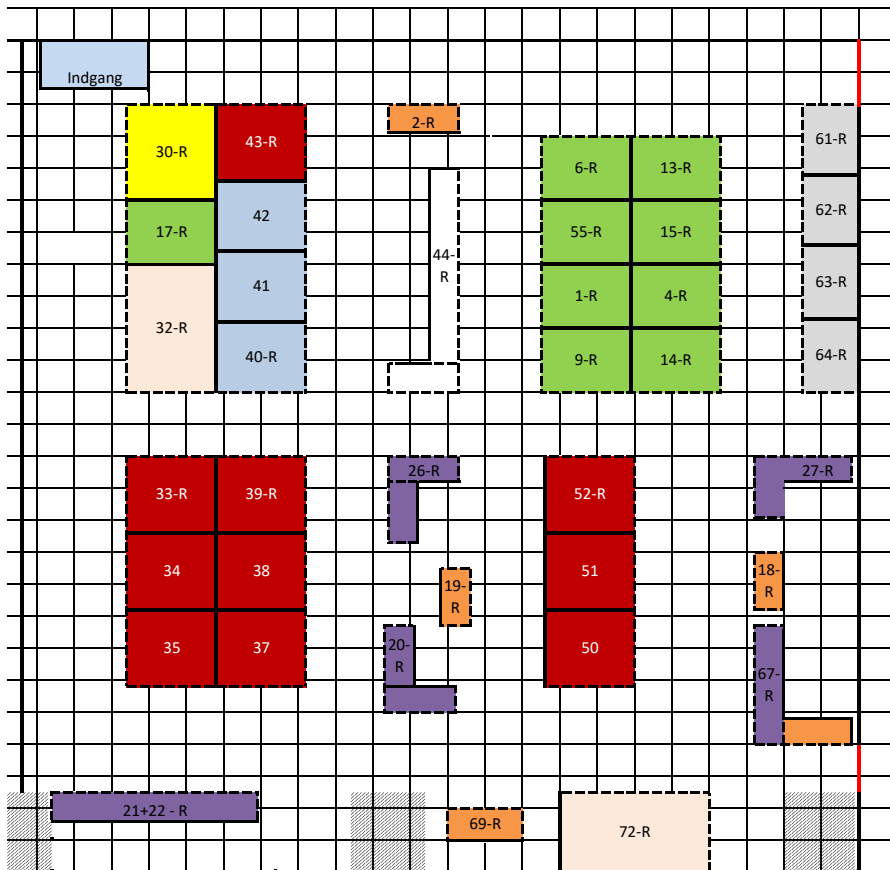 Indgang
2-R
43-R
61-R
30-R
6-R
13-R
62-R
42
17-R
55-R
15-R
44-
R
63-R
41
1-R
4-R
32-R
40-R
9-R
14-R
64-R
26-R
27-R
33-R
39-R
52-R
34
38
51
18-
R
19-
R
35
37
20-
R
50
67-
R
21+22 - R
69-R
72-R